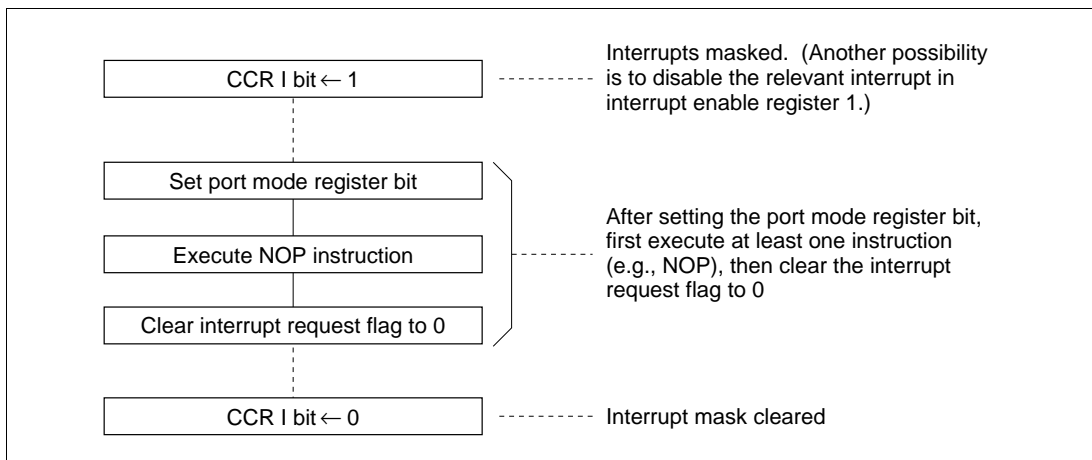 CCR I bit ← 1
Interrupts masked. (Another possibility
is to disable the relevant interrupt in
interrupt enable register 1.)
Set port mode register bit
Execute NOP instruction
Clear interrupt request flag to 0
After setting the port mode register bit,
first execute at least one instruction
(e.g., NOP), then clear the interrupt
request flag to 0
CCR I bit ← 0
Interrupt mask cleared